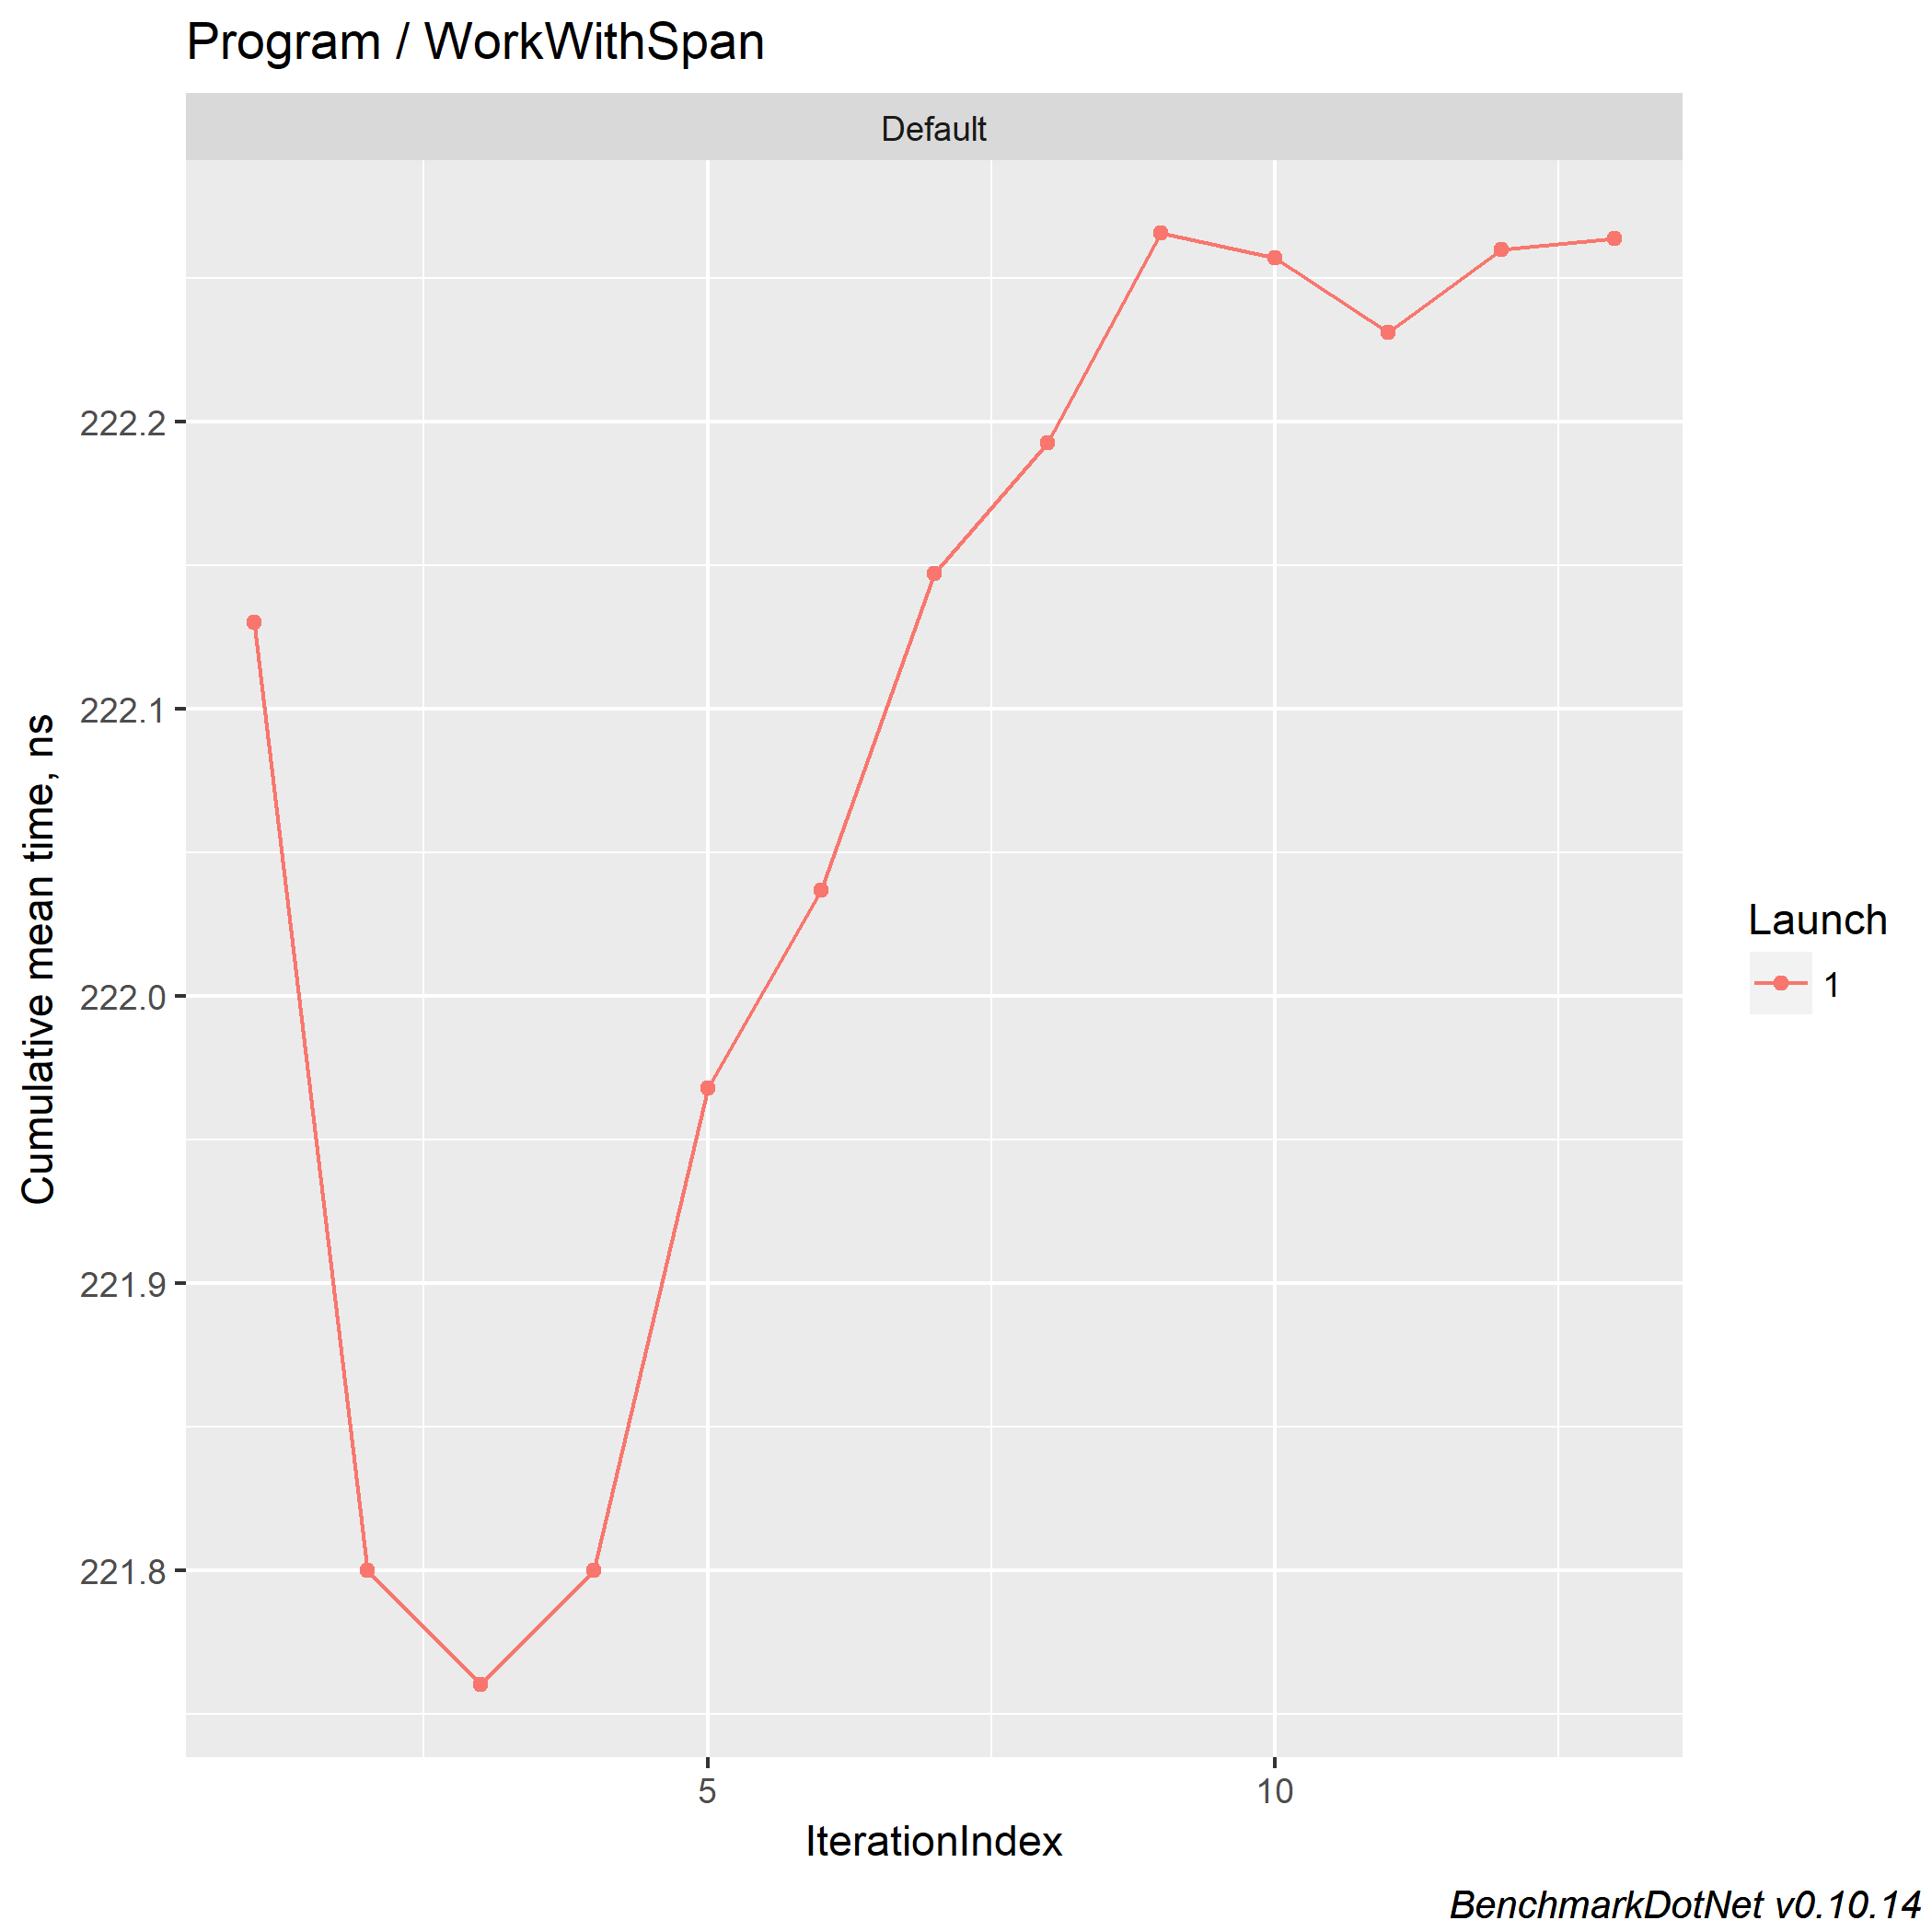 Program / WorkWithSpan
Default
222.2
222.1
222.0
221.9
221.8
Cumulative mean time, ns
5 10
IterationIndex
Launch
1
BenchmarkDotNet v0.10.14